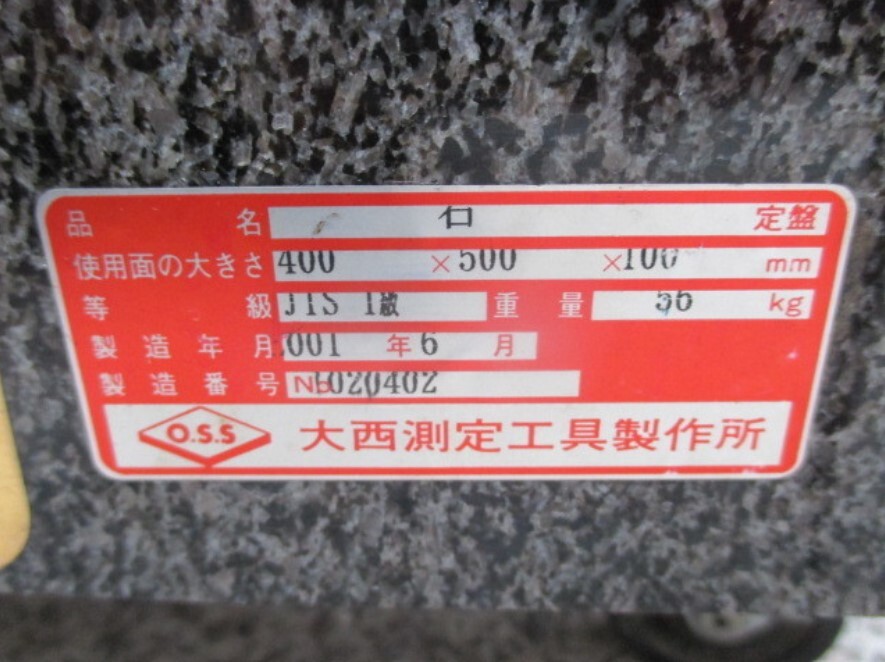 品名 石 定盤
使用面の大きさ 400 × 500 × 100 mm
等級 JIS 1級 重量 56 kg
製造年月 001 年 6 月
製造番号 No 1020402
O.S.S 大西測定工具製作所